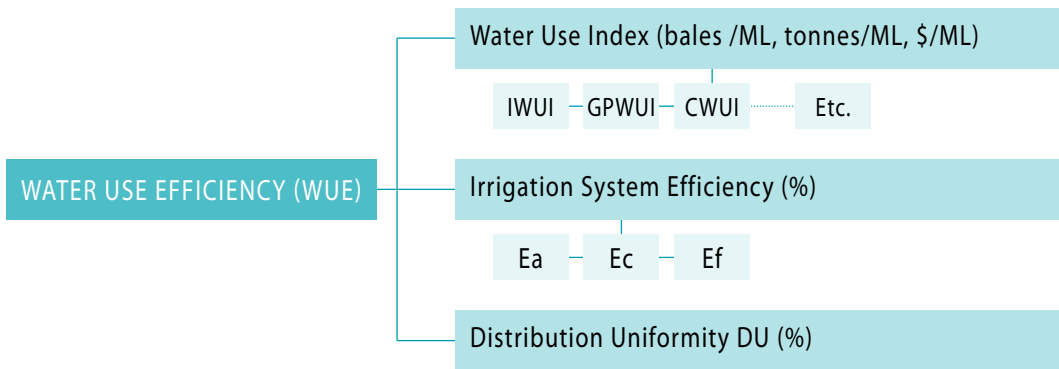 Water Use Index (bales /ML, tonnes/ML, $/ML)
IWUI GPWUI CWUI Etc.
WATER USE EFFICIENCY (WUE)
Irrigation System Efficiency (%)
Ea Ec Ef
Distribution Uniformity DU (%)